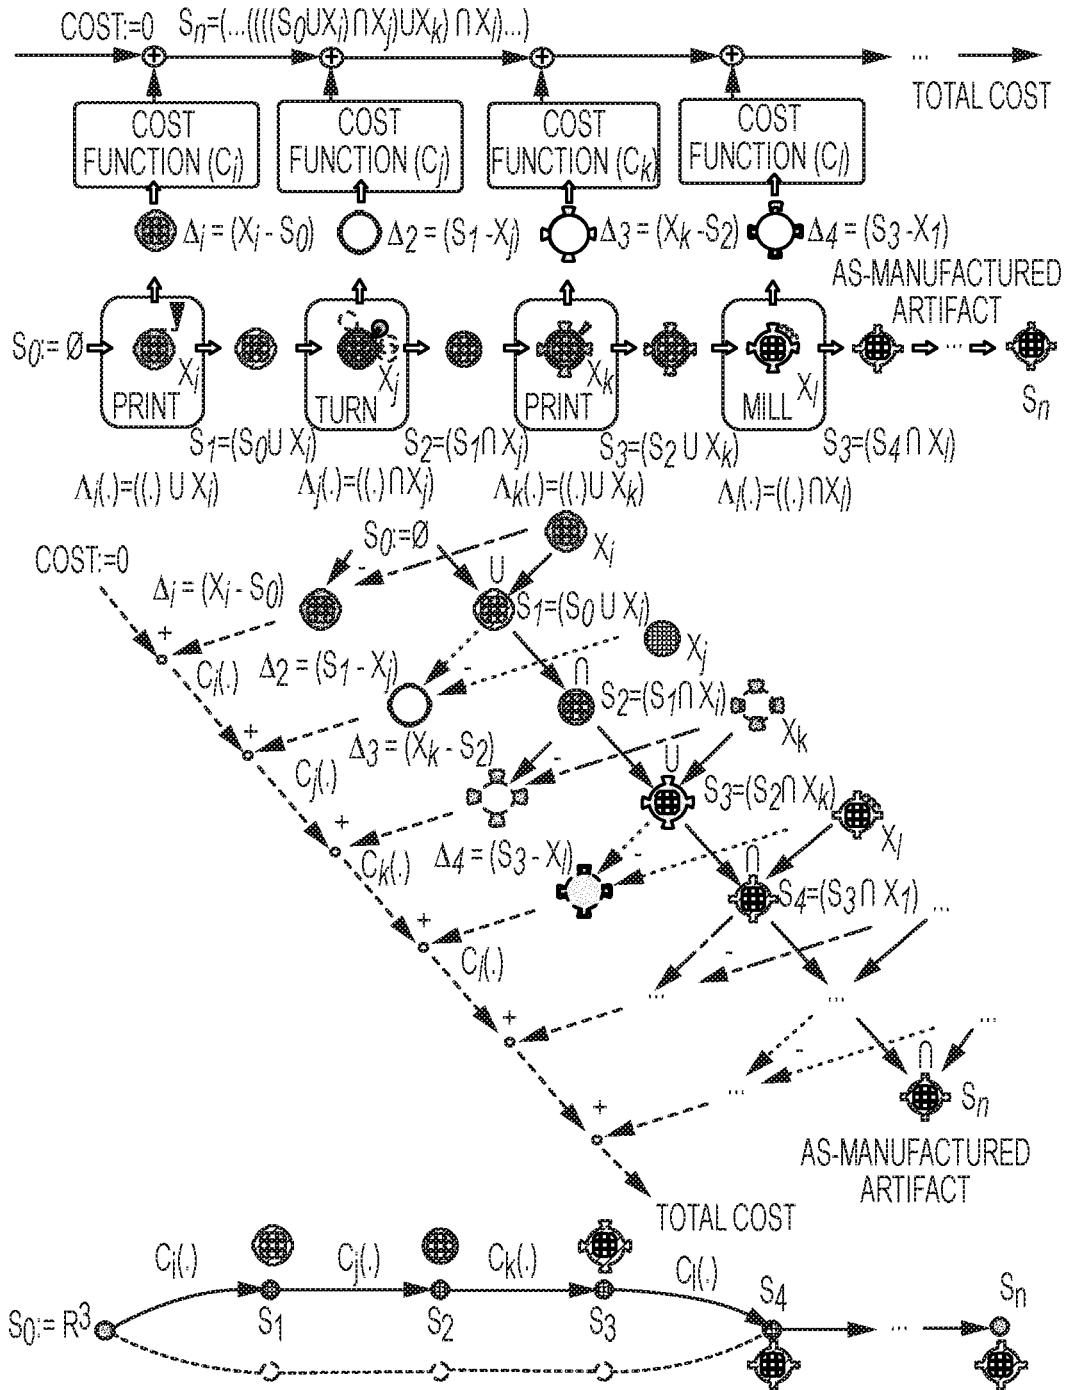 COST:=0 Sn=(...((((S0UXi)∩Xj)UXk)∩Xl)...)
+ + + + ...
TOTAL COST
COST FUNCTION (Ci)
COST FUNCTION (Cj)
COST FUNCTION (Ck)
COST FUNCTION (Cl)
Δi = (Xi - S0)
Δ2 = (S1 - Xj)
Δ3 = (Xk - S2)
Δ4 = (S3 - X1)
AS-MANUFACTURED
ARTIFACT
S0:= Ø
Xi
PRINT
Xj
TURN
Xk
PRINT
Xl
MILL
...
Sn
S1=(S0U Xi)
S2=(S1∩ Xj)
S3=(S2 U Xk)
S3=(S4 ∩ Xl)
Λi(.)=((.) U Xi)
Λj(.)=((.)∩Xj)
Λk(.)=((.)U Xk)
Λl(.)=((.)∩Xl)
COST:=0
S0:=Ø
Xi
-
U
Δi = (Xi - S0)
S1=(S0 U Xi)
+
Ci(.)
Δ2 = (S1 - Xj)
-
Xj
∩
S2=(S1∩ Xi)
+
Cj(.)
Δ3 = (Xk - S2)
-
Xk
U
S3=(S2∩ Xk)
+
Ck(.)
Δ4 = (S3 - Xl)
-
Xl
∩
S4=(S3 ∩ X1)
...
+
Cl(.)
-
... ...
+
-
...
∩
...
Sn
+
AS-MANUFACTURED
ARTIFACT
TOTAL COST
Ci(.) Cj(.) Ck(.) Cl(.)
S0:= R3
S1 S2 S3 S4 ... Sn